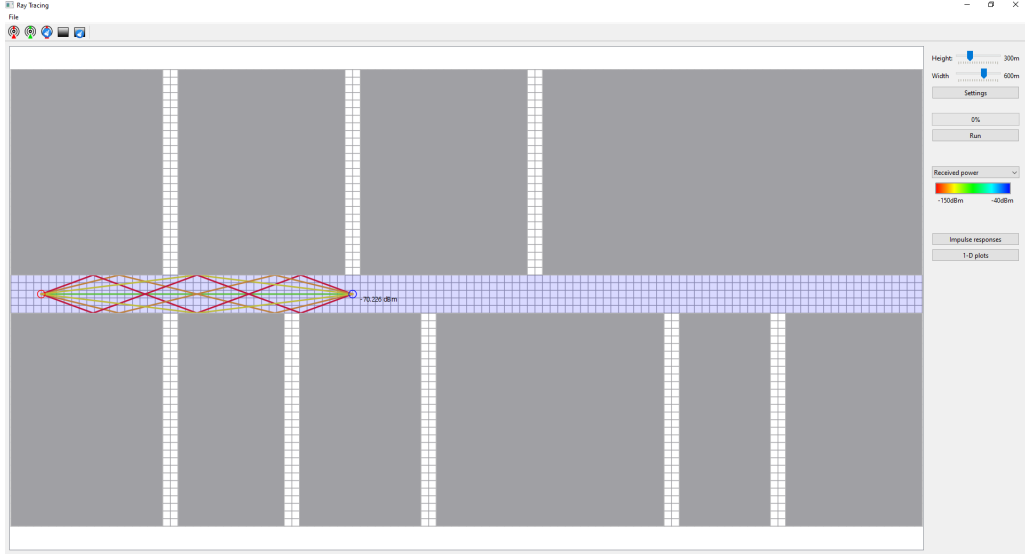 Ray Tracing
File
Height: 300m
Width 600m
Settings
0%
Run
Received power
-150dBm -40dBm
Impulse responses
1-D plots
-70.226 dBm